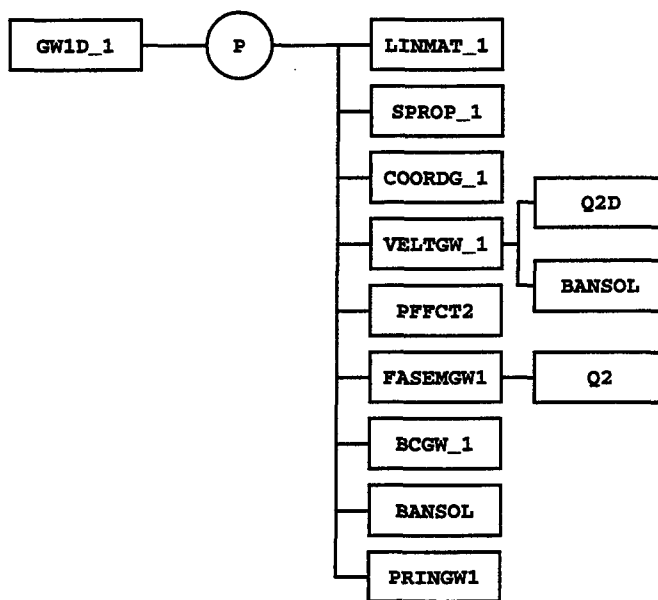 GW1D_1
P
LINMAT_1
SPROP_1
COORDG_1
VELTGW_1
Q2D
BANSOL
PFFCT2
FASEMGW1
Q2
BCGW_1
BANSOL
PRINGW1